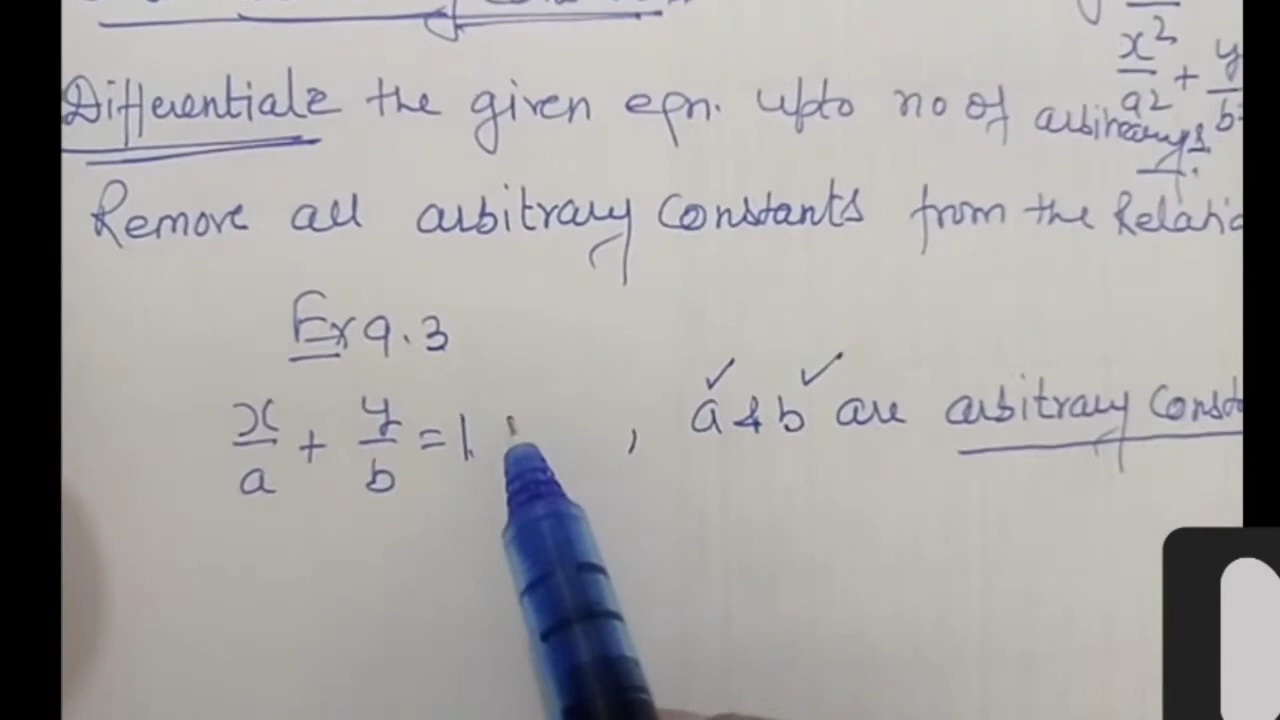 x²/a² + y/b
Differentiate the given eqn. upto no of arbitrarys.
Remove all arbitrary Constants from the Relatio
Ex 9.3
x/a + y/b = 1 , a & b are arbitrary Const